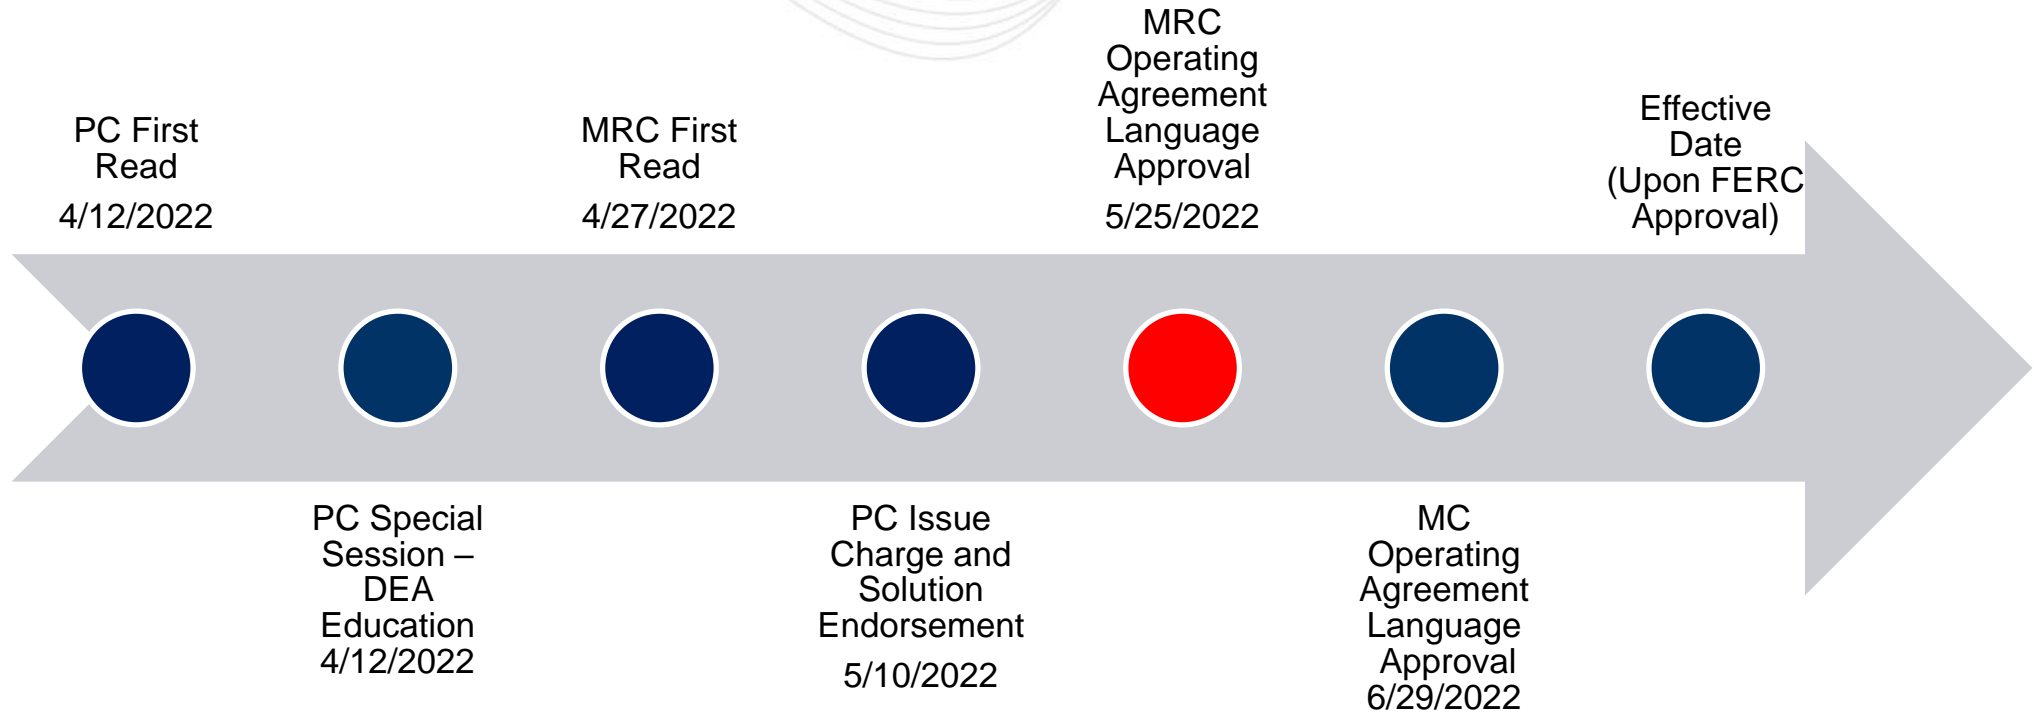 PC First
Read
4/12/2022
PC Special
Session –
DEA
Education
4/12/2022
MRC First
Read
4/27/2022
PC Issue
Charge and
Solution
Endorsement
5/10/2022
MRC
Operating
Agreement
Language
Approval
5/25/2022
MC
Operating
Agreement
Language
Approval
6/29/2022
Effective
Date
(Upon FERC
Approval)